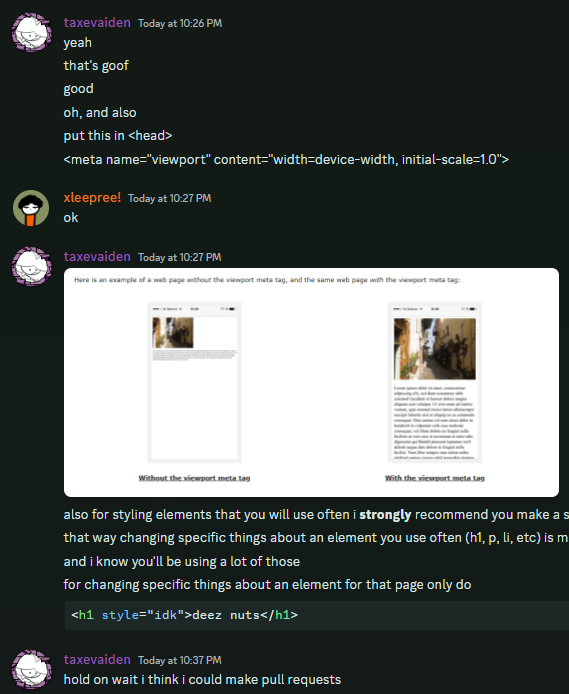 taxevaiden Today at 10:26 PM
yeah
that's goof
good
oh, and also
put this in <head>
<meta name="viewport" content="width=device-width, initial-scale=1.0">
xleepree! Today at 10:27 PM
ok
taxevaiden Today at 10:27 PM
Here is an example of a web page without the viewport meta tag, and the same web page with the viewport meta tag:
Without the viewport meta tag
With the viewport meta tag
also for styling elements that you will use often i strongly recommend you make a s
that way changing specific things about an element you use often (h1, p, li, etc) is m
and i know you'll be using a lot of those
for changing specific things about an element for that page only do
<h1 style="idk">deez nuts</h1>
taxevaiden Today at 10:37 PM
hold on wait i think i could make pull requests